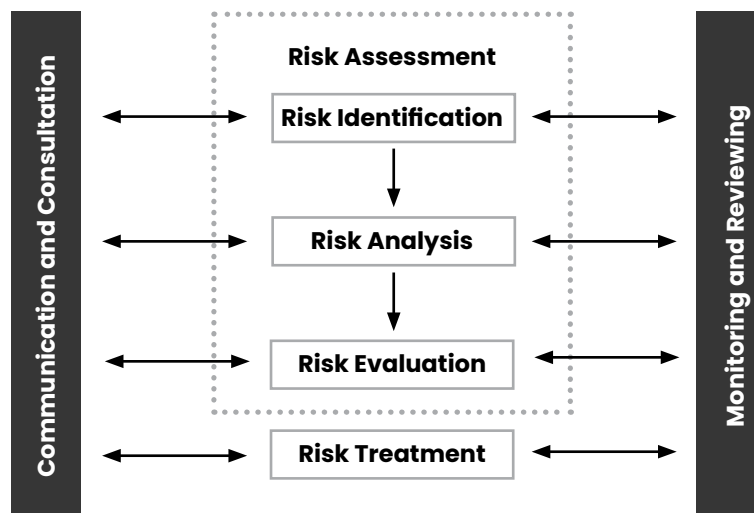 Communication and Consultation
Risk Assessment
Risk Identification
Risk Analysis
Risk Evaluation
Risk Treatment
Monitoring and Reviewing